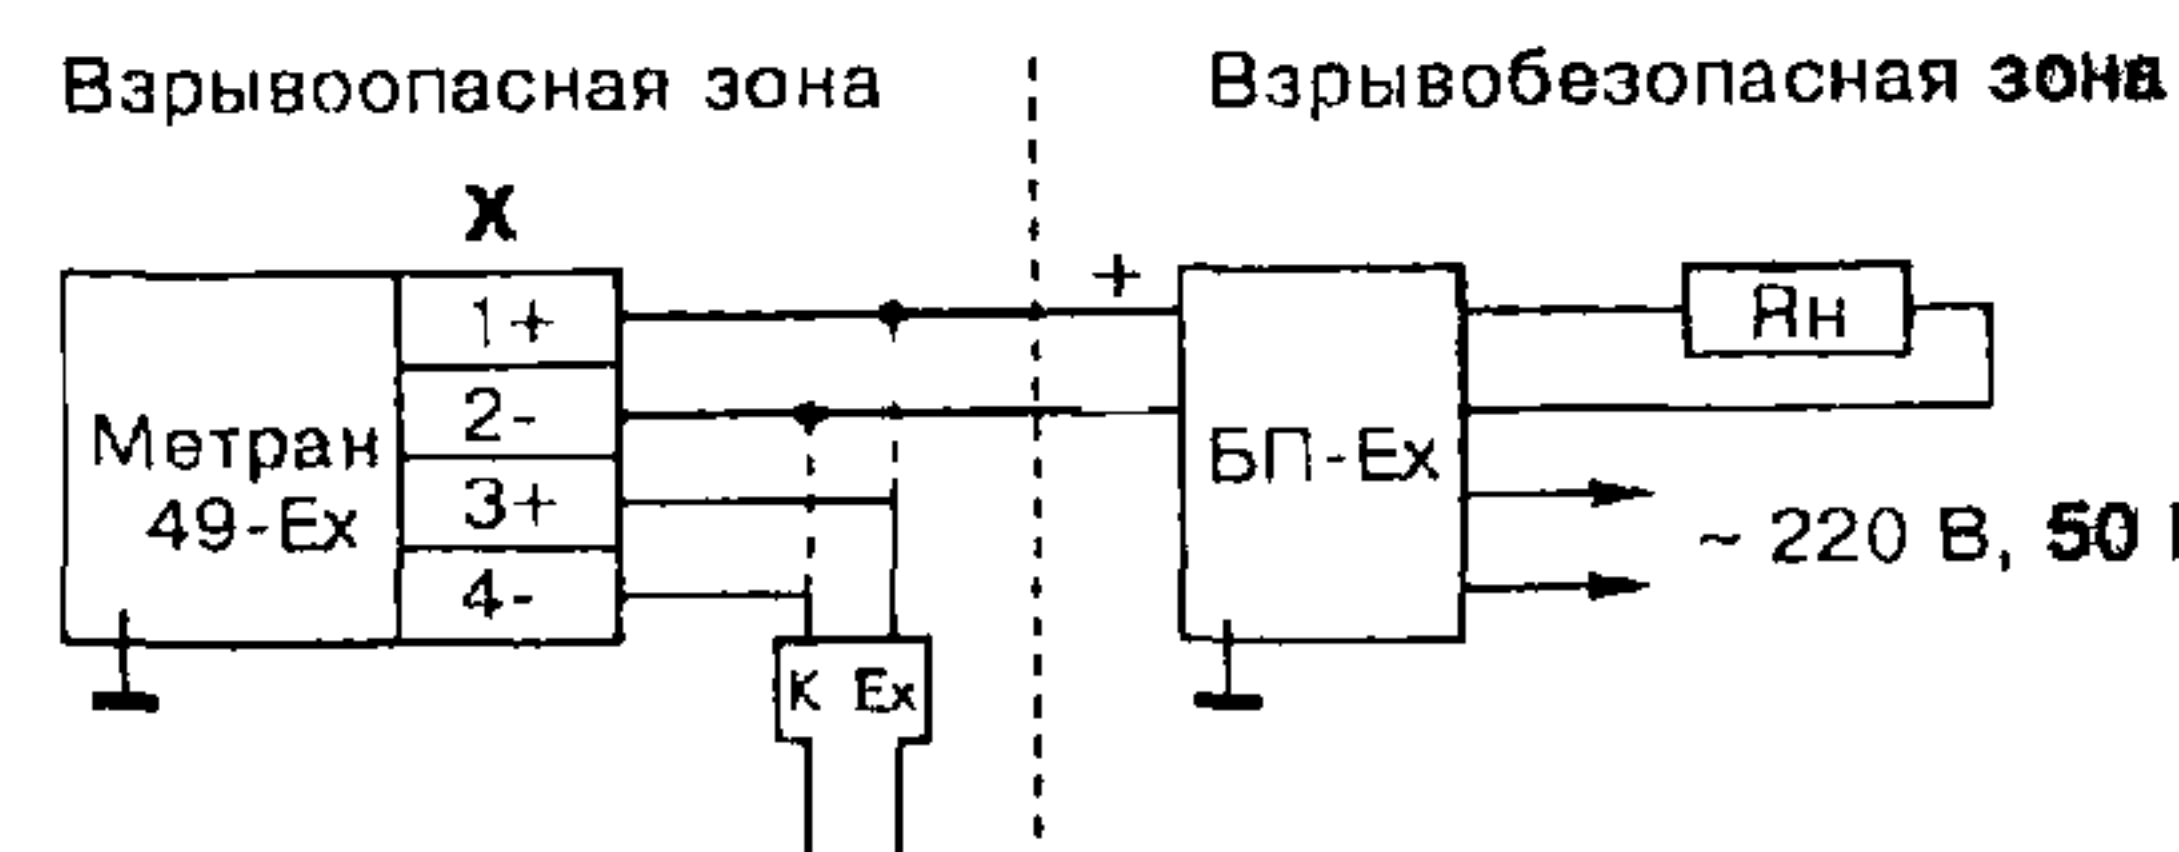 Взрывоопасная зона
Взрывобезопасная зона
X
1+
2-
3+
4-
Метран
49-Ex
К Ex
+
БП-Ex
Rн
~ 220 В, 50